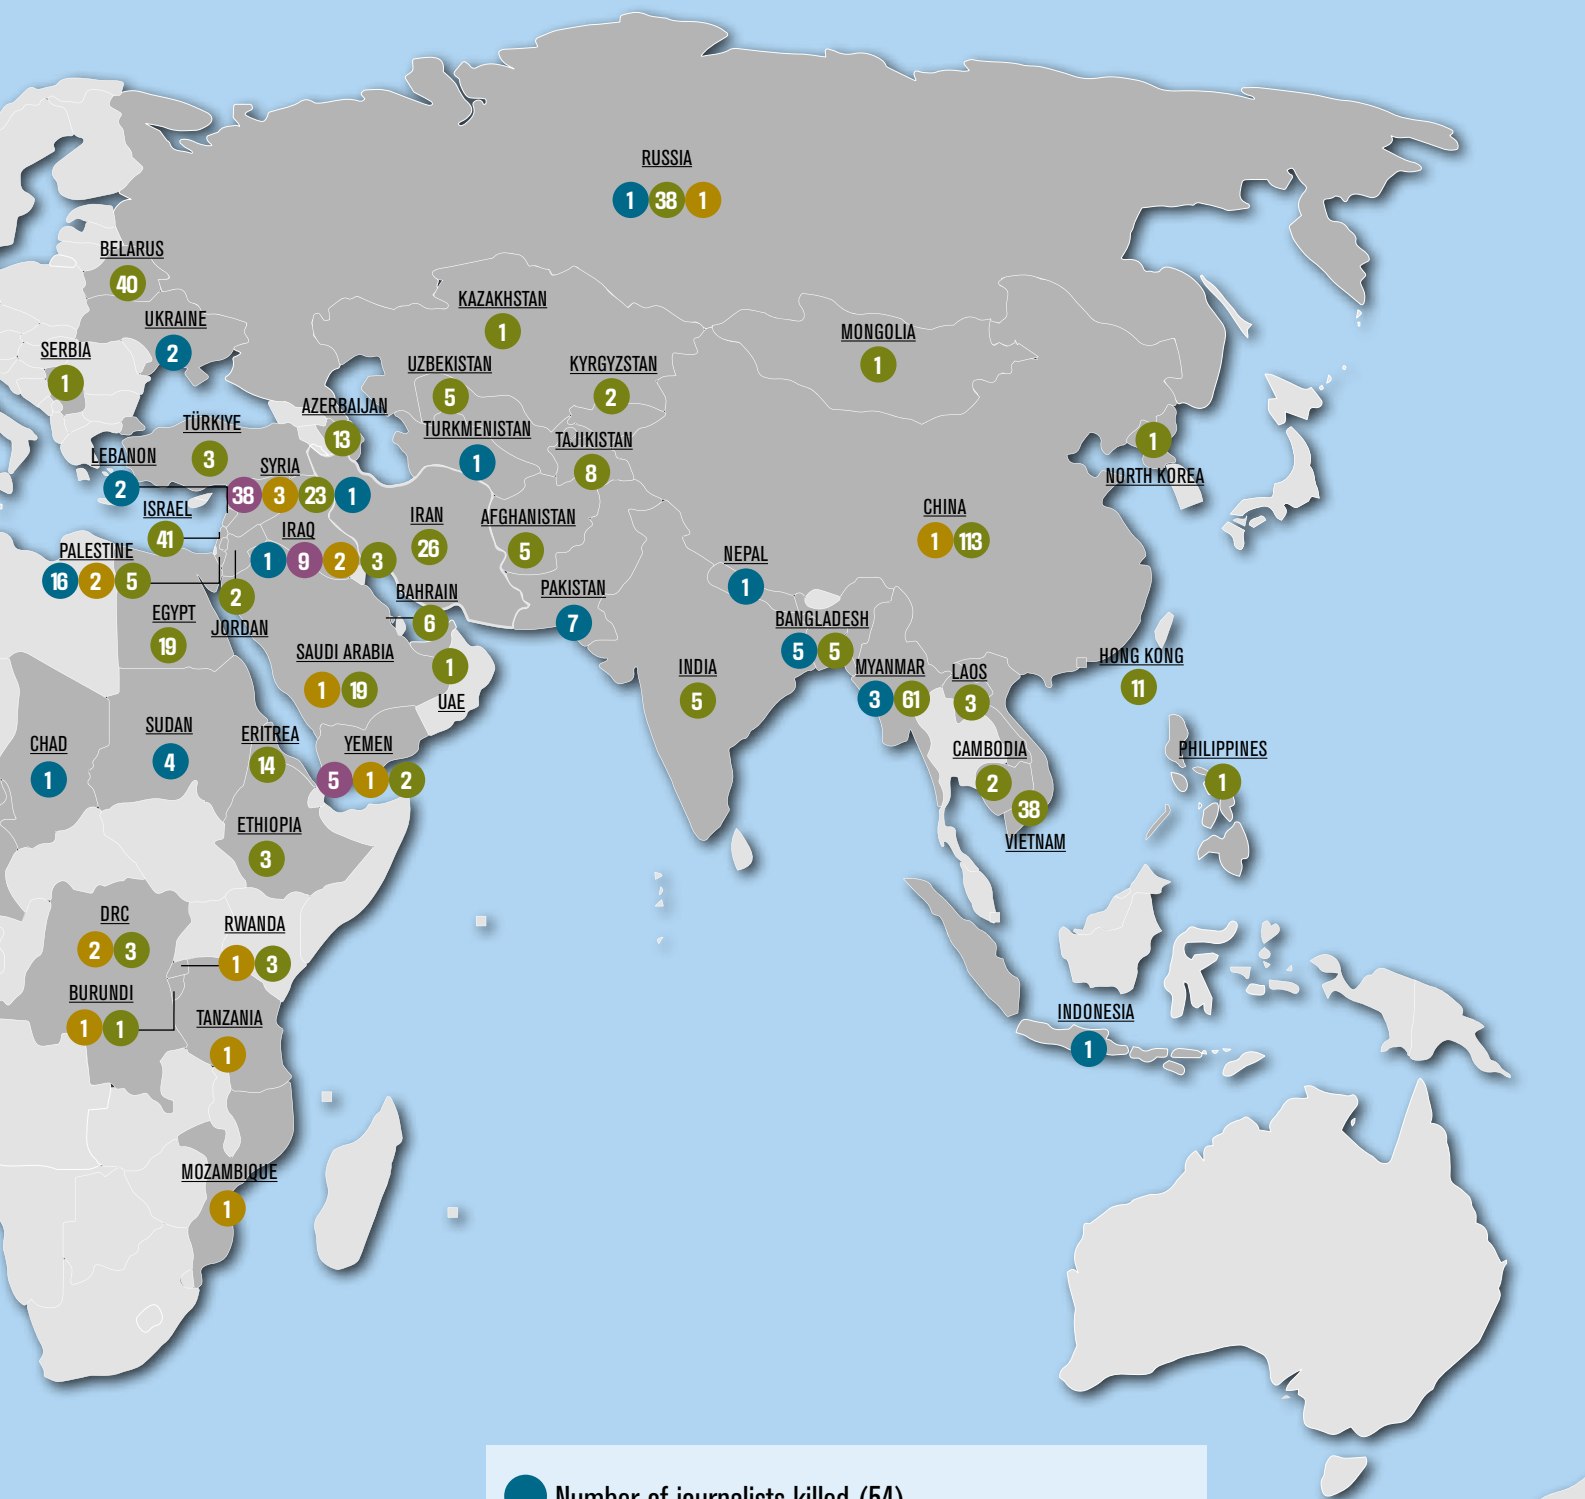 RUSSIA
1 38 1
BELARUS
40
UKRAINE
2
SERBIA
1
KAZAKHSTAN
1
UZBEKISTAN
5
KYRGYZSTAN
2
MONGOLIA
1
AZERBAIJAN
13
TÜRKIYE
3
TURKMENISTAN
1
TAJIKISTAN
8
1
NORTH KOREA
LEBANON
2
SYRIA
38 3 23 1
ISRAEL
41
IRAQ
1 9 2 3
IRAN
26
AFGHANISTAN
5
CHINA
1 113
PALESTINE
16 2 5
2
JORDAN
EGYPT
19
BAHRAIN
6
PAKISTAN
7
NEPAL
1
BANGLADESH
5 5
SAUDI ARABIA
1 19
1
UAE
INDIA
5
MYANMAR
3 61
LAOS
3
HONG KONG
11
CHAD
1
SUDAN
4
ERITREA
14
YEMEN
5 1 2
CAMBODIA
2
38
VIETNAM
PHILIPPINES
1
ETHIOPIA
3
DRC
2 3
RWANDA
1 3
BURUNDI
1 1
TANZANIA
1
INDONESIA
1
MOZAMBIQUE
1
Number of journalists killed (54)